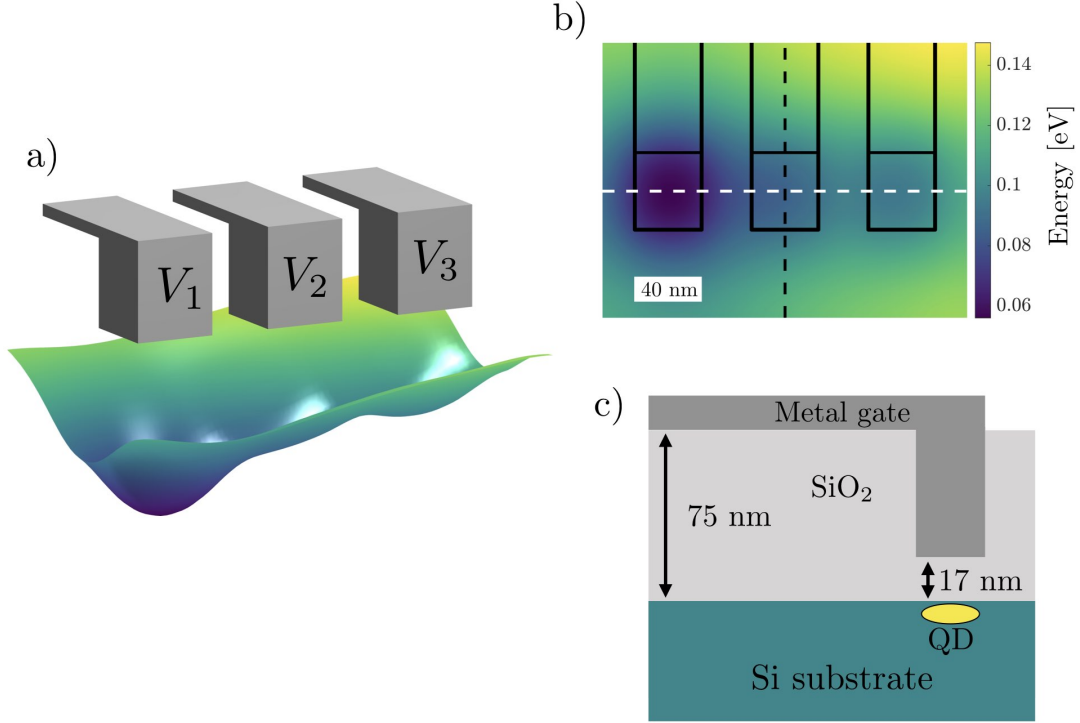 a)
V₁
V₂
V₃
b)
40 nm
0.14
0.12
0.1
0.08
0.06
Energy [eV]
c)
Metal gate
SiO₂
75 nm
17 nm
QD
Si substrate